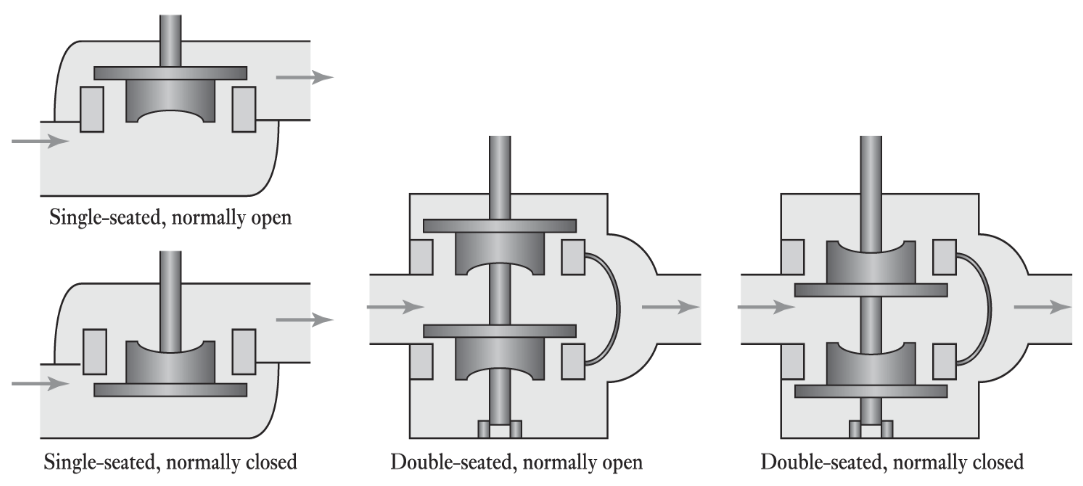 Single-seated, normally open
Single-seated, normally closed
Double-seated, normally open
Double-seated, normally closed